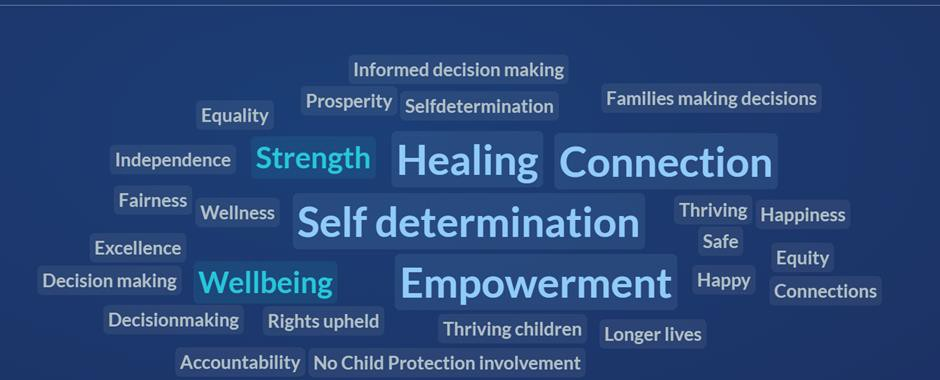 Informed decision making
Prosperity
Selfdetermination
Families making decisions
Equality
Independence
Strength
Healing
Connection
Fairness
Wellness
Self determination
Thriving
Happiness
Excellence
Safe
Equity
Decision making
Wellbeing
Empowerment
Happy
Connections
Decisionmaking
Rights upheld
Thriving children
Longer lives
Accountability
No Child Protection involvement